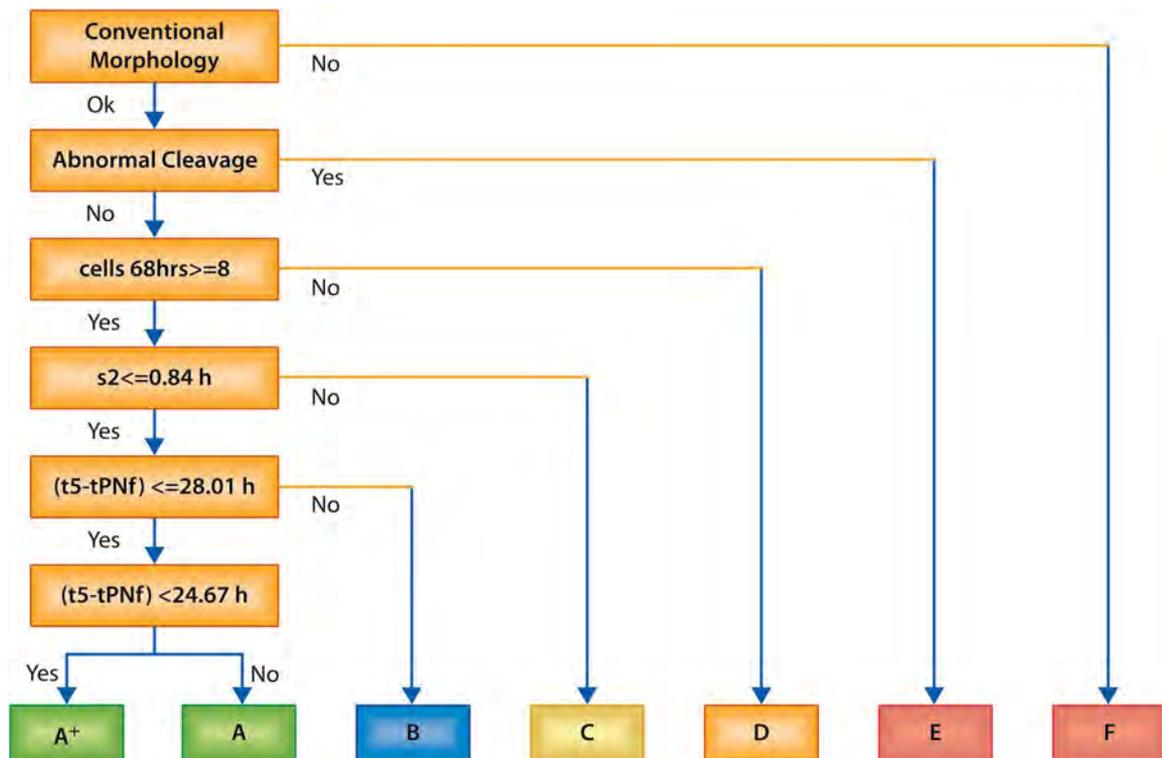 Conventional
Morphology
No
Ok
Abnormal Cleavage
Yes
No
cells 68hrs>=8
No
Yes
s2<=0.84 h
No
Yes
(t5-tPNf) <=28.01 h
No
Yes
(t5-tPNf) <24.67 h
Yes
No
A+
A
B
C
D
E
F